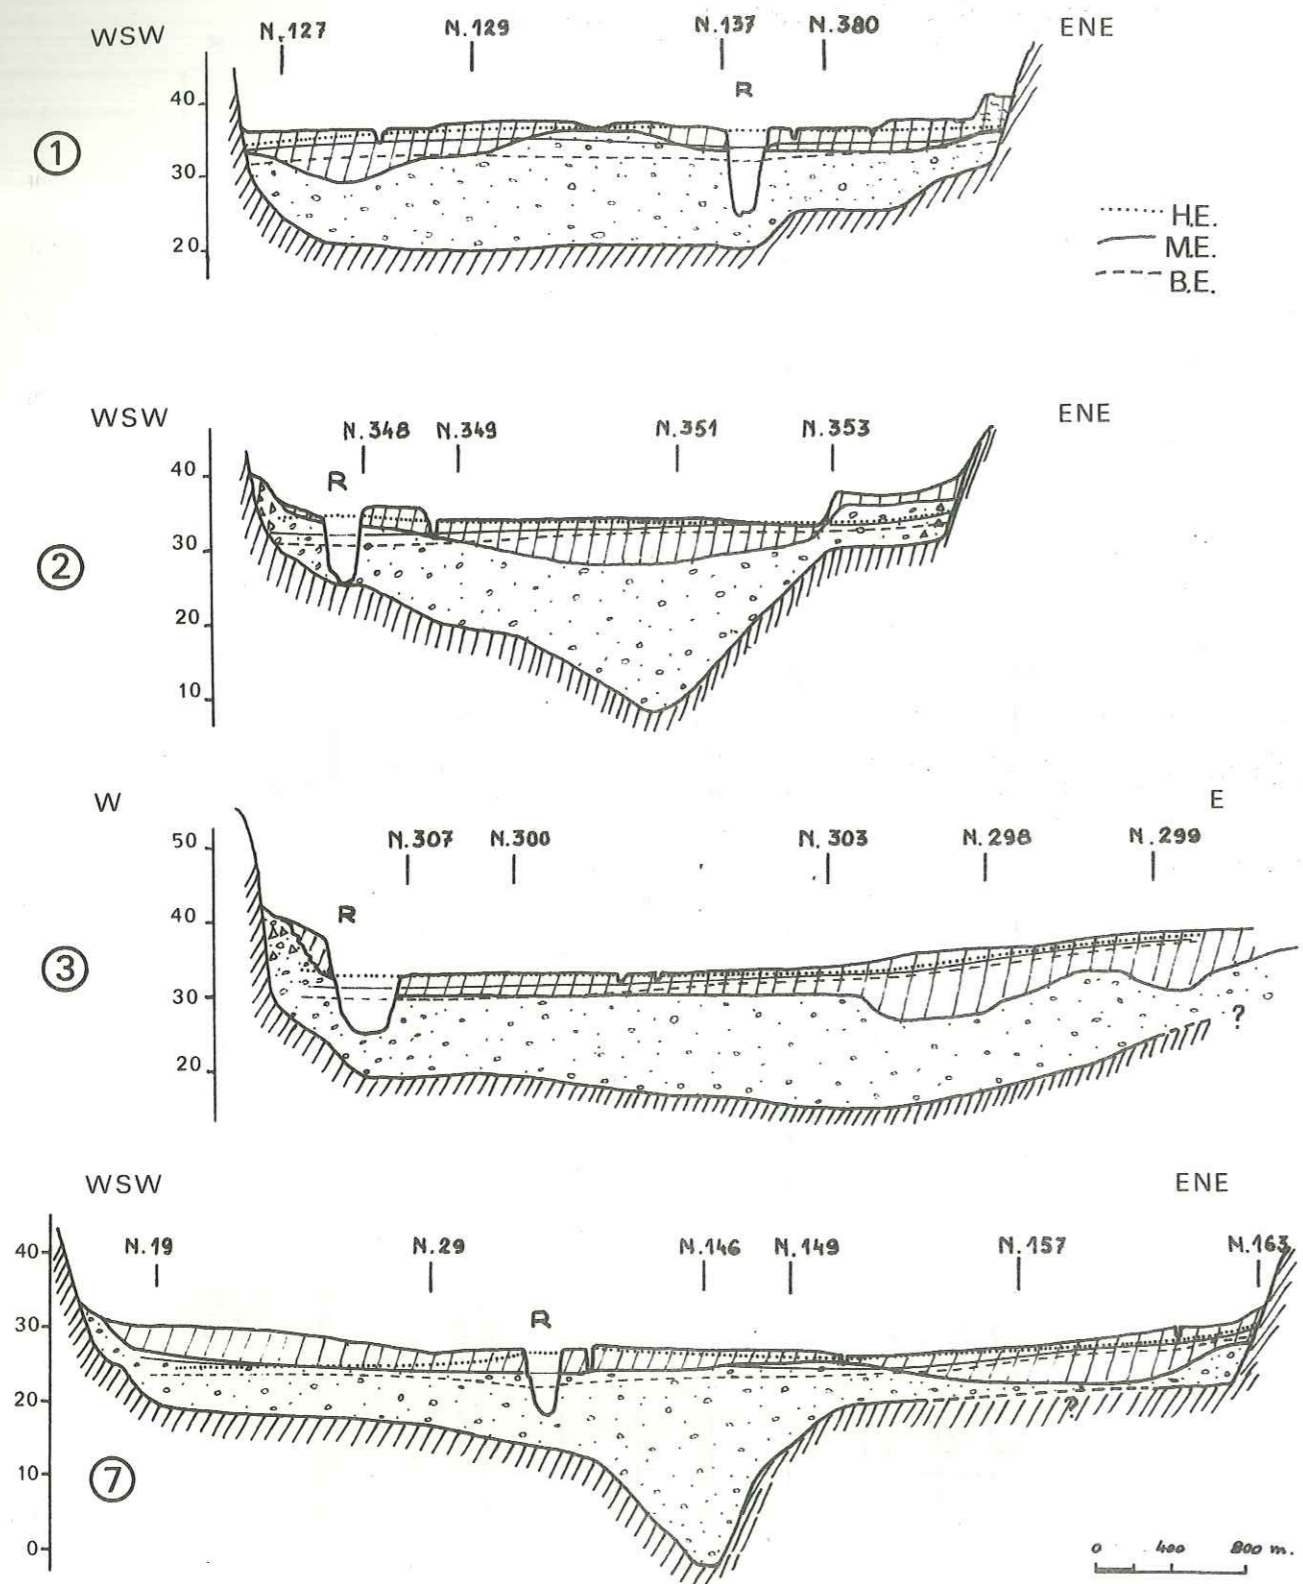 WSW N.127 N.129 N.137 N.380 ENE
R
40
30
20
①
H.E.
M.E.
B.E.
WSW N.348 N.349 N.351 N.353 ENE
R
40
30
20
10
②
W E
N.307 N.300 N.303 N.298 N.299
R
50
40
30
20
③
?
WSW ENE
N.19 N.29 N.146 N.149 N.157 N.163
R
40
30
20
10
0
?
⑦
0 400 800 m.